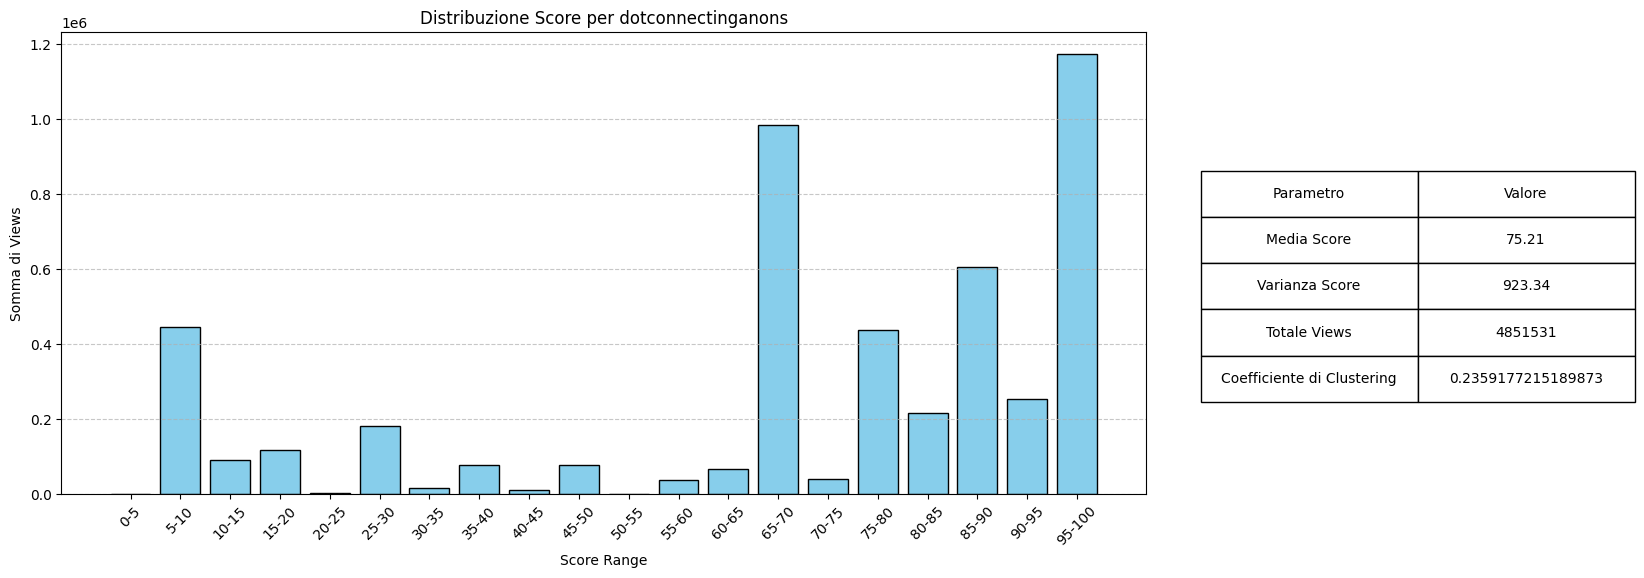 Distribuzione Score per dotconnectinganons
1e6
1.2
1.0
0.8
0.6
0.4
0.2
0.0
Somma di Views
0-5 5-10 10-15 15-20 20-25 25-30 30-35 35-40 40-45 45-50 50-55 55-60 60-65 65-70 70-75 75-80 80-85 85-90 90-95 95-100
Score Range
Parametro Valore
Media Score 75.21
Varianza Score 923.34
Totale Views 4851531
Coefficiente di Clustering 0.2359177215189873